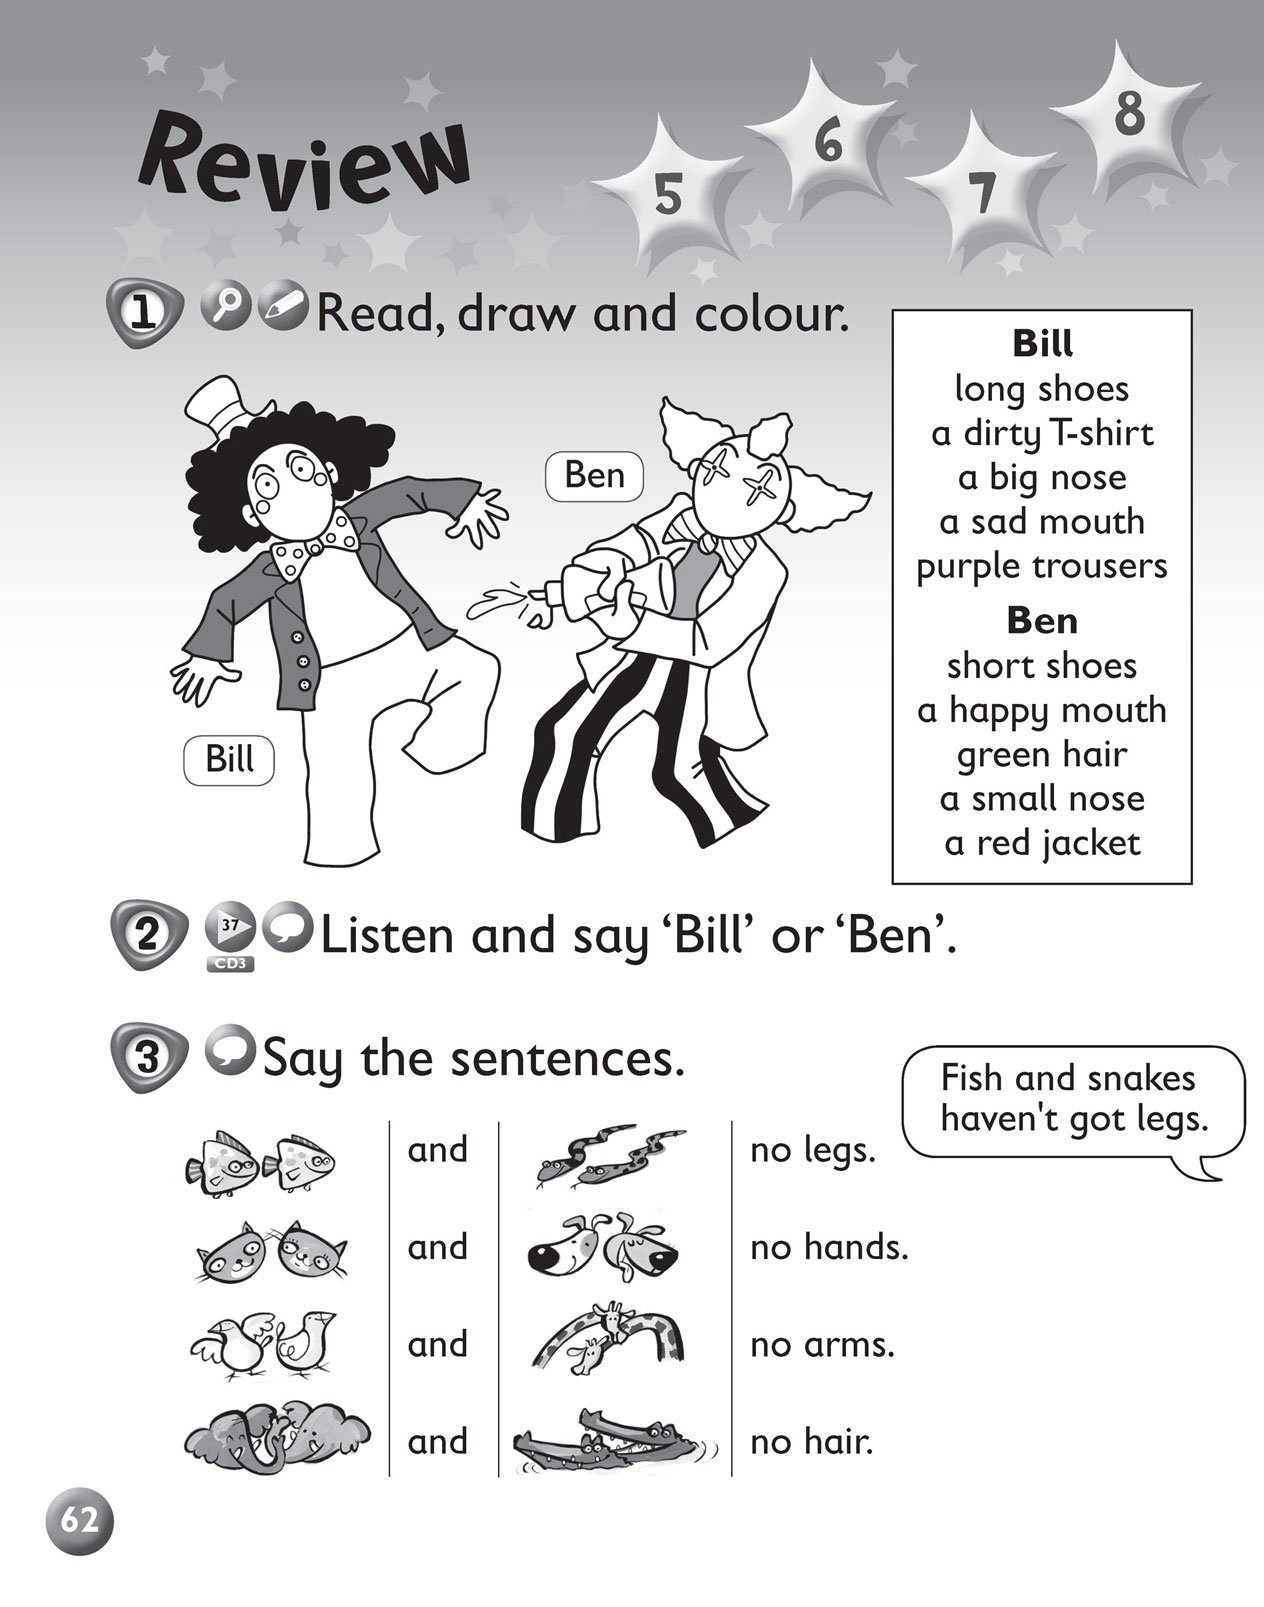 Review
5
6
7
8
1 Read, draw and colour.
Ben
Bill
Bill
long shoes
a dirty T-shirt
a big nose
a sad mouth
purple trousers
Ben
short shoes
a happy mouth
green hair
a small nose
a red jacket
2 37 Listen and say ‘Bill’ or ‘Ben’.
CD3
3 Say the sentences.
Fish and snakes
haven't got legs.
and no legs.
and no hands.
and no arms.
and no hair.
62